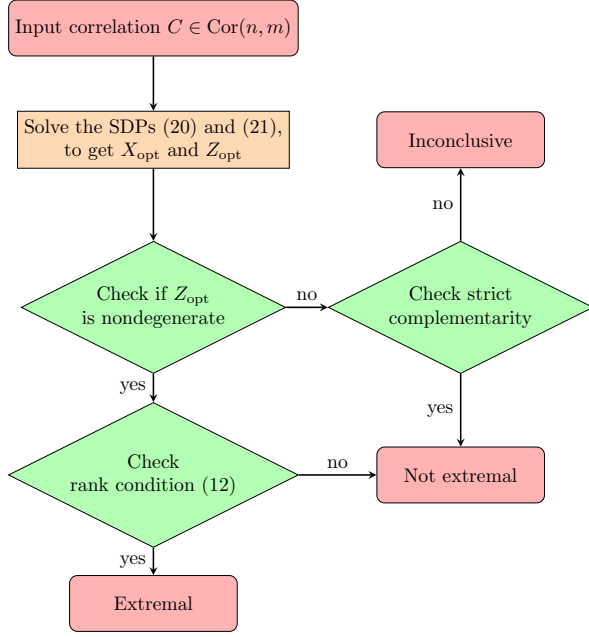 Input correlation C ∈ Cor(n, m)
Solve the SDPs (20) and (21),
to get X_opt and Z_opt
Inconclusive
no
Check if Z_opt
is nondegenerate
no
Check strict
complementarity
yes
yes
Check
rank condition (12)
no
Not extremal
yes
Extremal